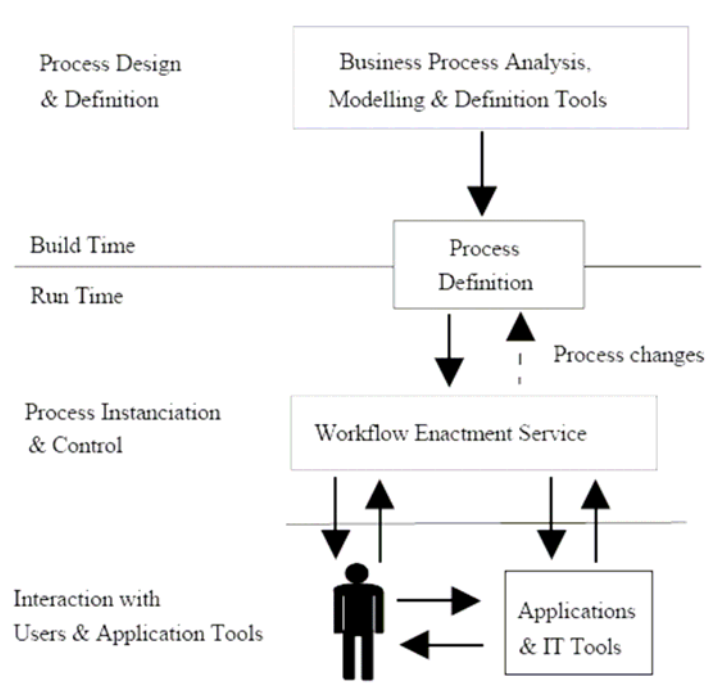 Process Design
& Definition
Business Process Analysis,
Modelling & Definition Tools
Build Time
Process
Definition
Run Time
Process changes
Process Instanciation
& Control
Workflow Enactment Service
Interaction with
Users & Application Tools
Applications
& IT Tools